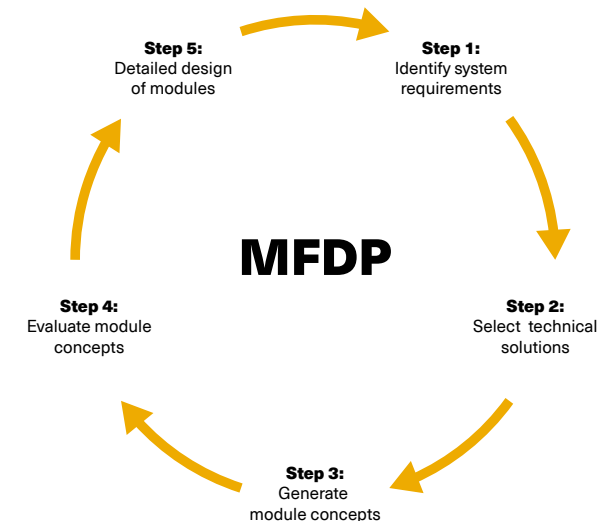 Step 5:
Detailed design
of modules
Step 1:
Identify system
requirements
MFDP
Step 4:
Evaluate module
concepts
Step 2:
Select technical
solutions
Step 3:
Generate
module concepts